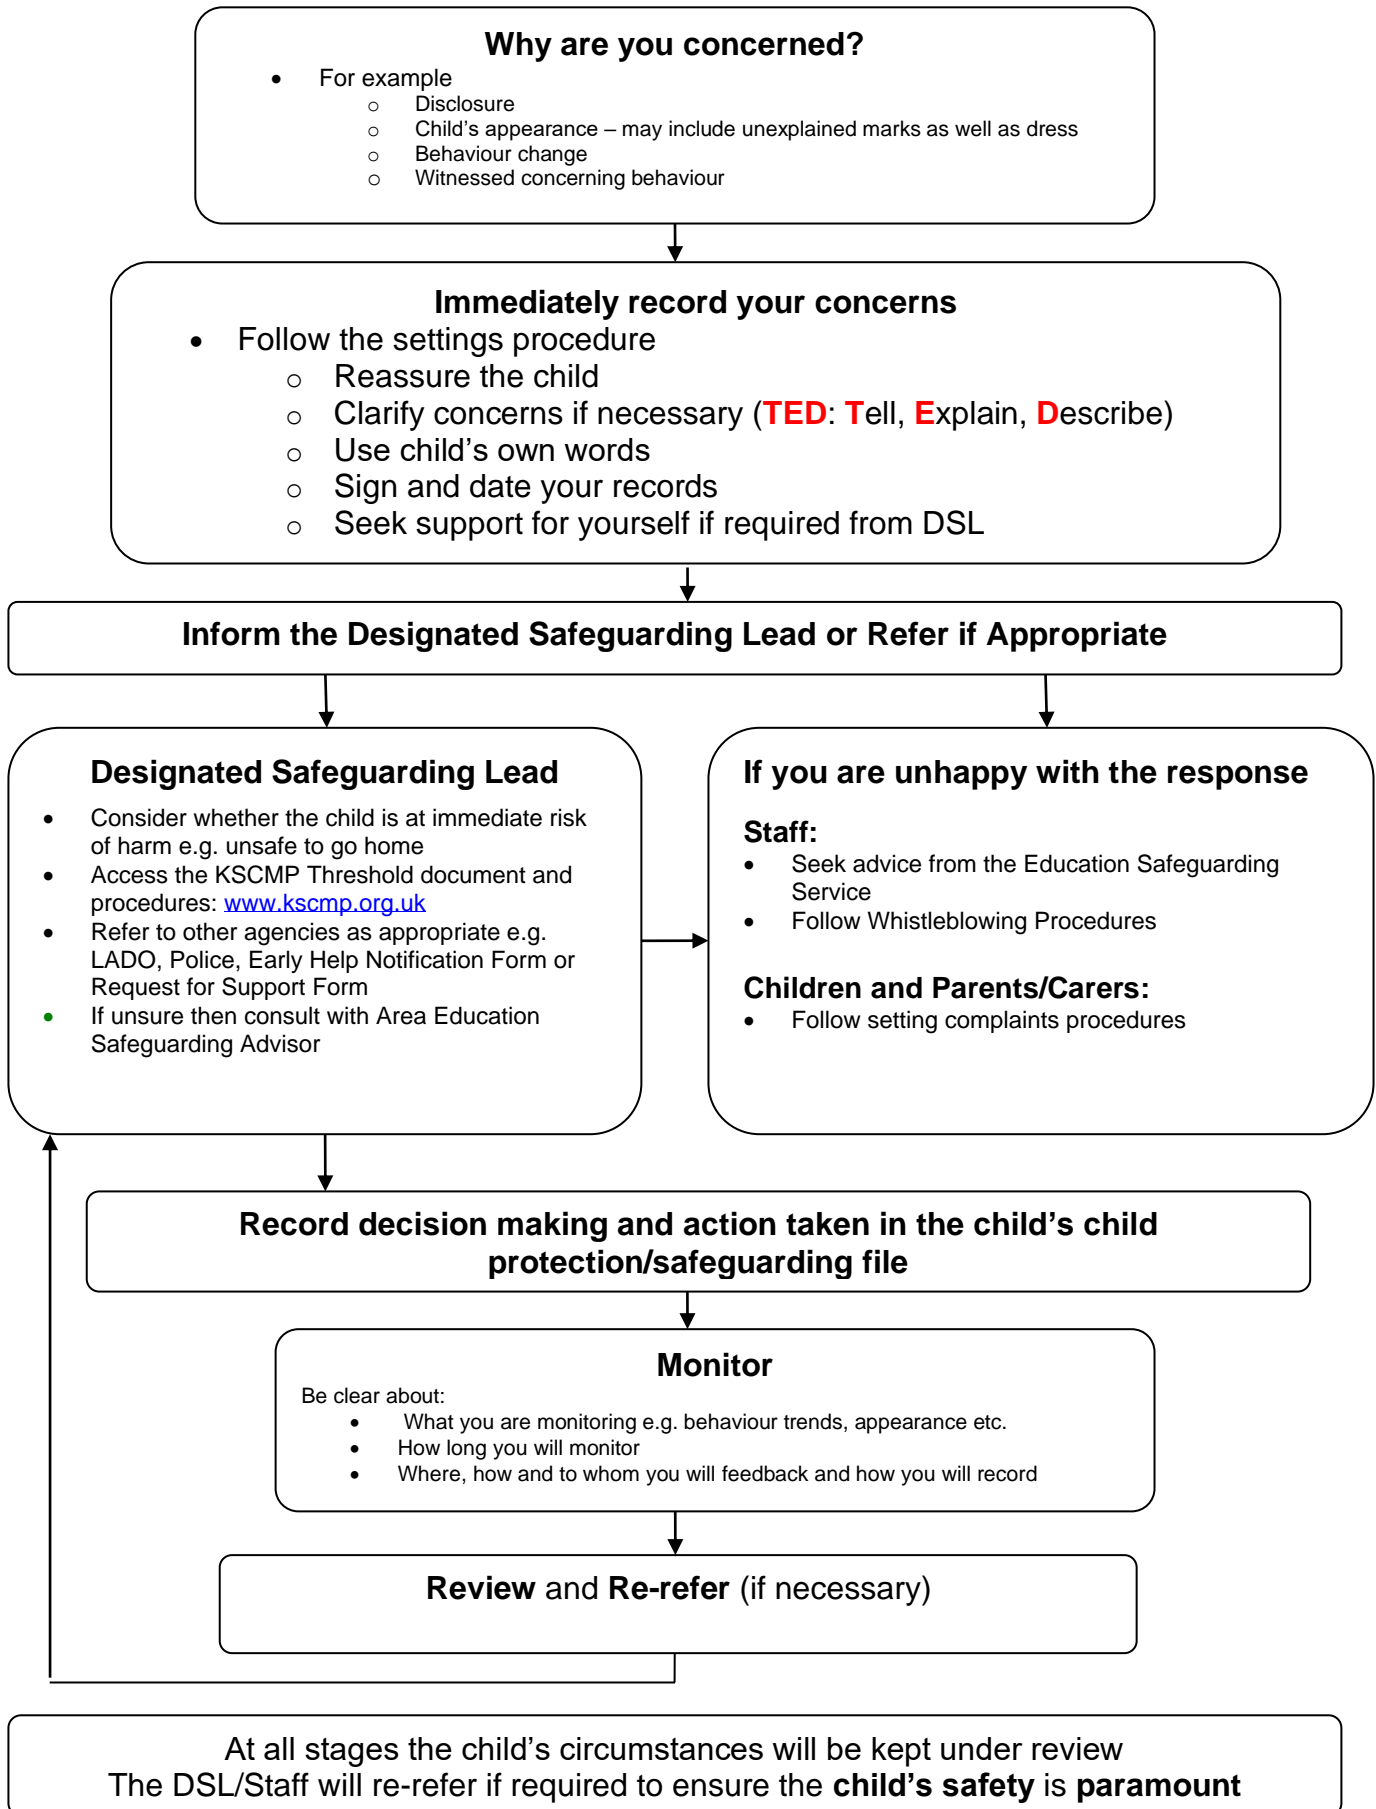 Why are you concerned?
• For example
o Disclosure
o Child’s appearance – may include unexplained marks as well as dress
o Behaviour change
o Witnessed concerning behaviour
Immediately record your concerns
• Follow the settings procedure
o Reassure the child
o Clarify concerns if necessary (TED: Tell, Explain, Describe)
o Use child’s own words
o Sign and date your records
o Seek support for yourself if required from DSL
Inform the Designated Safeguarding Lead or Refer if Appropriate
Designated Safeguarding Lead
• Consider whether the child is at immediate risk
of harm e.g. unsafe to go home
• Access the KSCMP Threshold document and
procedures: www.kscmp.org.uk
• Refer to other agencies as appropriate e.g.
LADO, Police, Early Help Notification Form or
Request for Support Form
• If unsure then consult with Area Education
Safeguarding Advisor
If you are unhappy with the response
Staff:
• Seek advice from the Education Safeguarding
Service
• Follow Whistleblowing Procedures
Children and Parents/Carers:
• Follow setting complaints procedures
Record decision making and action taken in the child’s child
protection/safeguarding file
Monitor
Be clear about:
• What you are monitoring e.g. behaviour trends, appearance etc.
• How long you will monitor
• Where, how and to whom you will feedback and how you will record
Review and Re-refer (if necessary)
At all stages the child’s circumstances will be kept under review
The DSL/Staff will re-refer if required to ensure the child’s safety is paramount